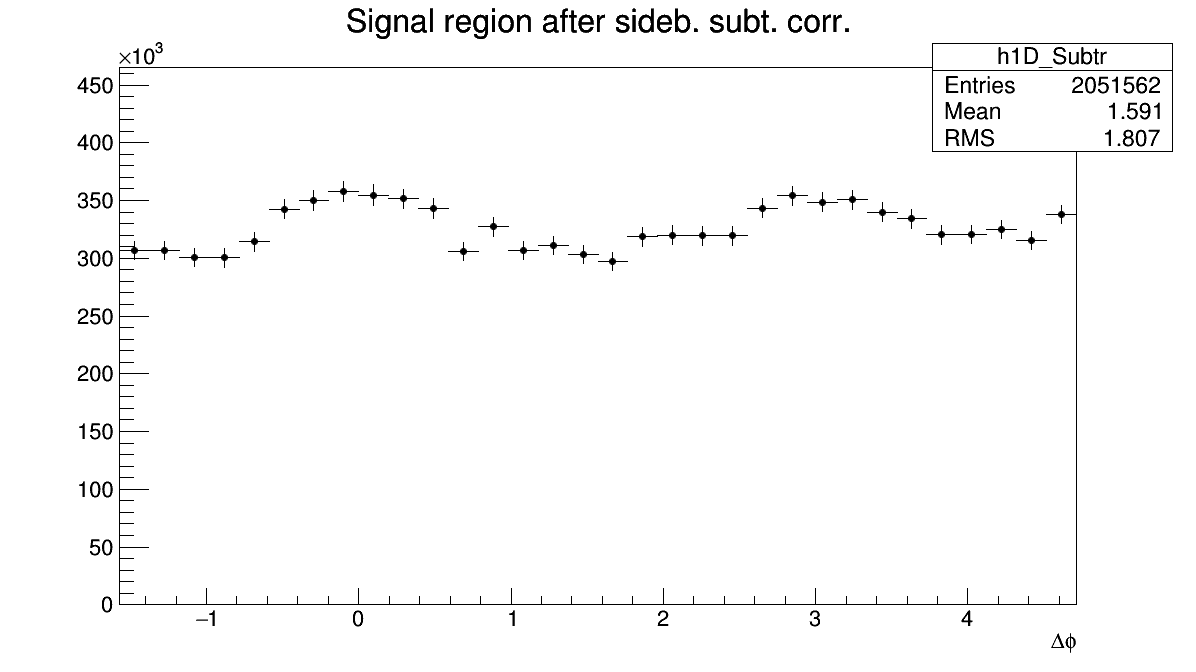 Signal region after sideb. subt. corr.
×10³
h1D_Subtr
Entries 2051562
Mean 1.591
RMS 1.807
450
400
350
300
250
200
150
100
50
0
−1 0 1 2 3 4
Δϕ